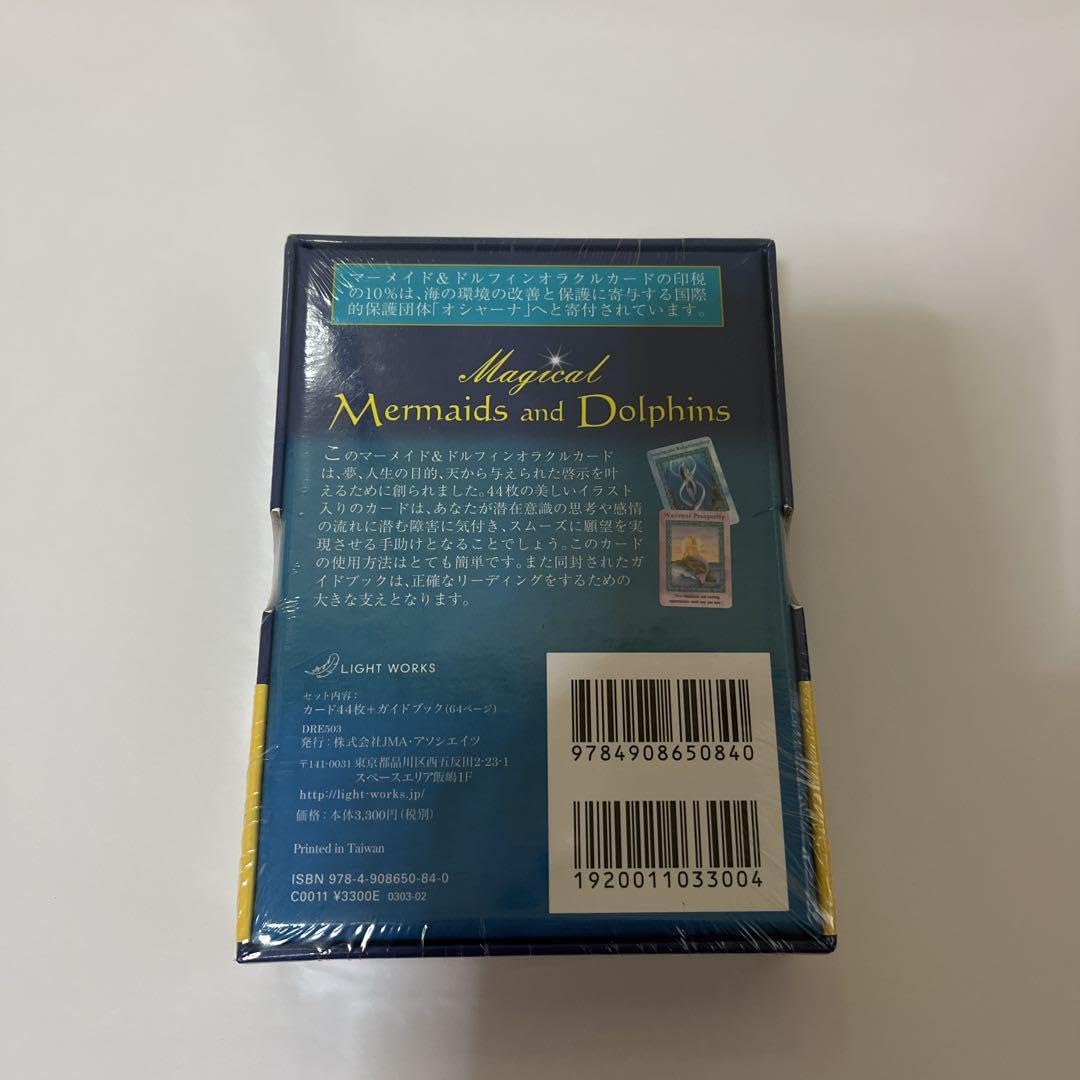 マーメイド&ドルフィンオラクルカードの印税
の10%は、海の環境の改善と保護に寄与する国際
的保護団体「オシャーナ」へと寄付されています。
Magical
Mermaids and Dolphins
このマーメイド&ドルフィンオラクルカード
は、夢、人生の目的、天から与えられた啓示を叶
えるために創られました。44枚の美しいイラスト
入りのカードは、あなたが潜在意識の思考や感情
の流れに潜む障害に気付き、スムーズに願望を実
現させる手助けとなることでしょう。このカード
の使用方法はとても簡単です。また同封されたガ
イドブックは、正確なリーディングをするための
大きな支えとなります。
Waves of Prosperity
LIGHT WORKS
セット内容:
カード44枚+ガイドブック(64ページ)
DRE503
発行:株式会社JMA・アソシエイツ
〒141-0031 東京都品川区西五反田2-23-1
スペースエリア飯嶋1F
http://light-works.jp/
価格:本体3,300円(税別)
Printed in Taiwan
ISBN 978-4-908650-84-0
C0011 ¥3300E 0303-02
9784908650840
1920011033004